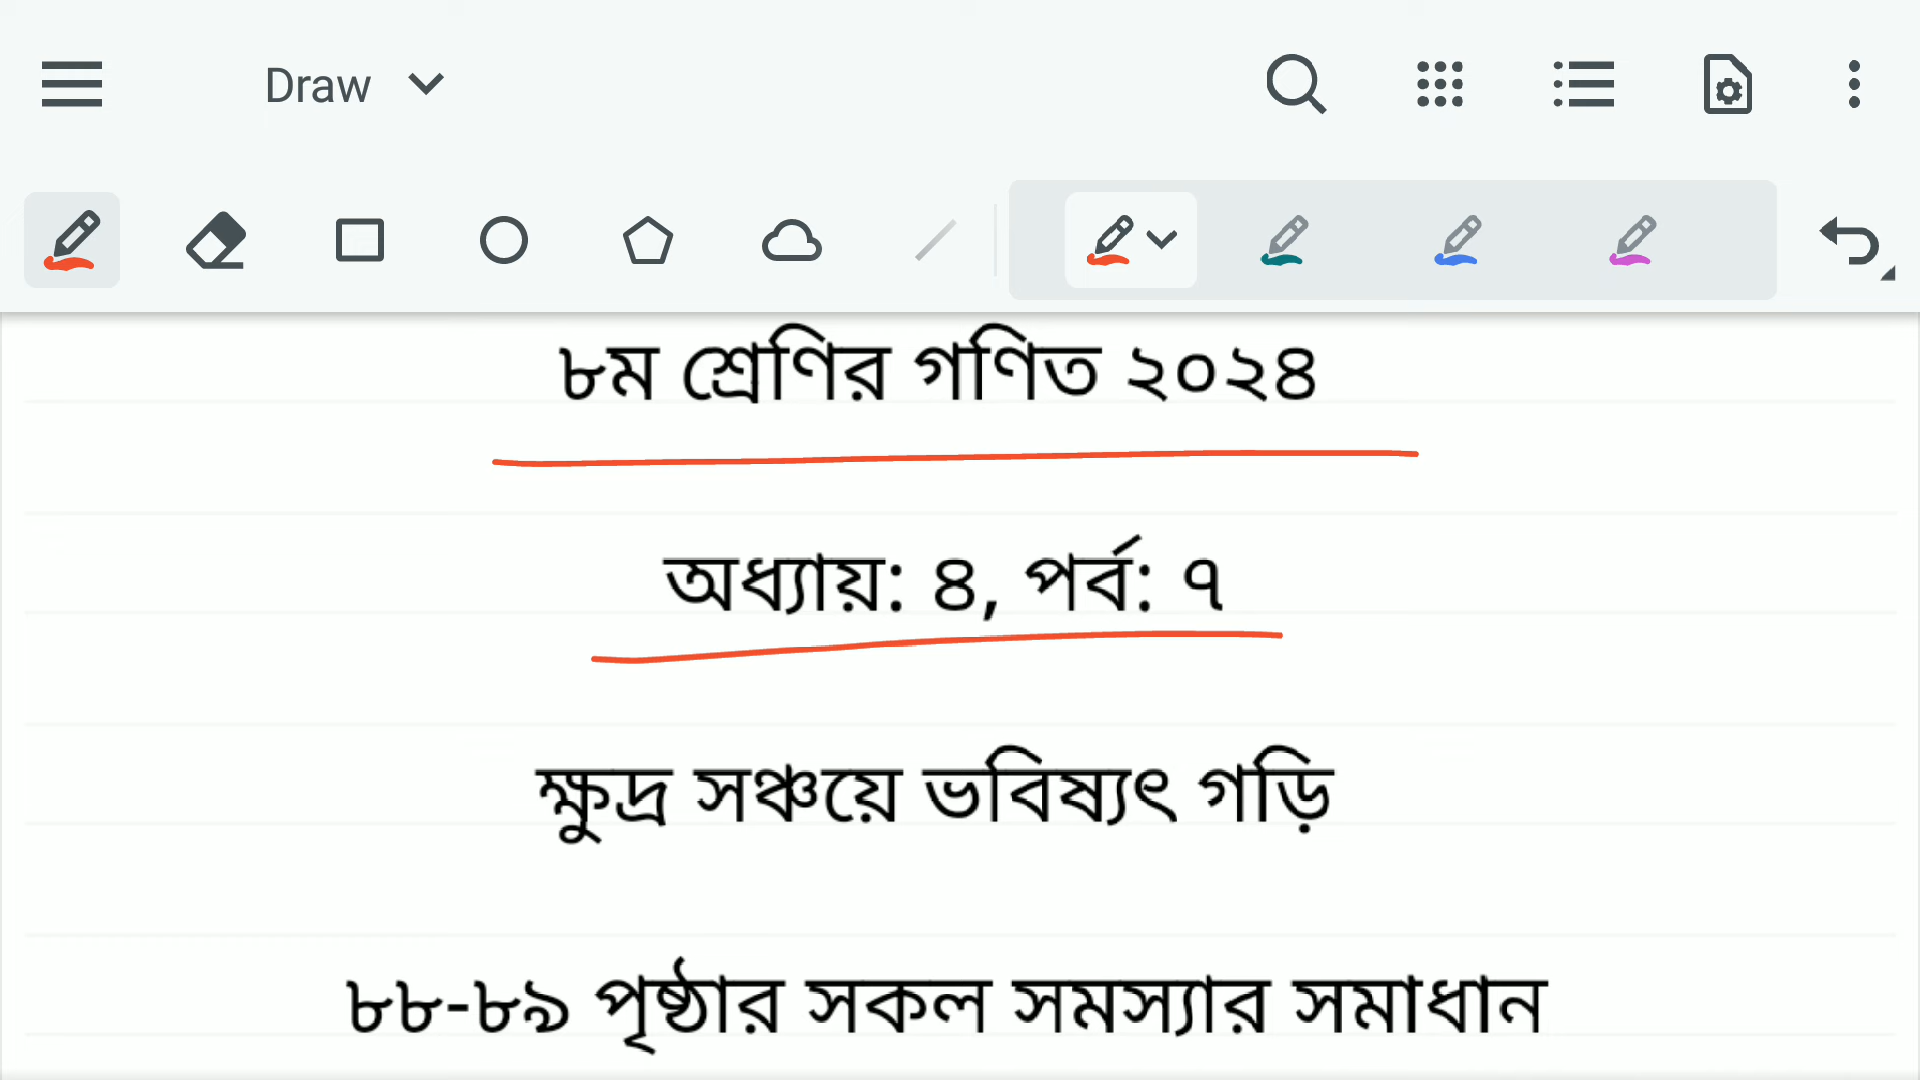 Draw
৮ম শ্রেণির গণিত ২০২৪
অধ্যায়: ৪, পর্ব: ৭
ক্ষুদ্র সঞ্চয়ে ভবিষ্যৎ গড়ি
৮৮-৮৯ পৃষ্ঠার সকল সমস্যার সমাধান